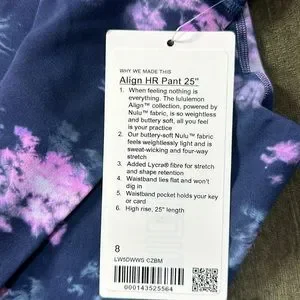 WHY WE MADE THIS
Align HR Pant 25"
1. When feeling nothing is
everything. The lululemon
Align™ collection, powered by
Nulu™ fabric, is so weightless
and buttery soft, all you feel
is your practice
2. Our buttery-soft Nulu™ fabric
feels weightlessly light and is
sweat-wicking and four-way
stretch
3. Added Lycra® fibre for stretch
and shape retention
4. Waistband lies flat and won't
dig in
5. Waistband pocket holds your key
or card
6. High rise, 25" length
8
LW5DWWS CZBM
000143525564